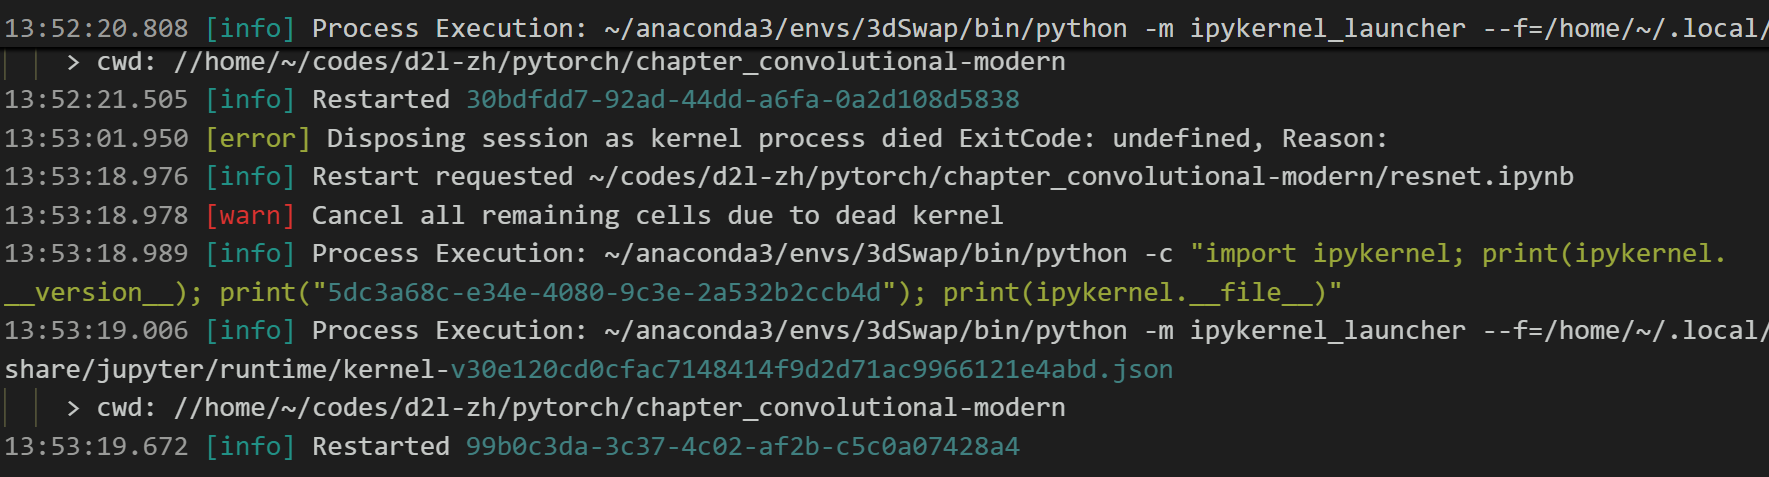 13:52:20.808 [info] Process Execution: ~/anaconda3/envs/3dSwap/bin/python -m ipykernel_launcher --f=/home/~/.local/
> cwd: //home/~/codes/d2l-zh/pytorch/chapter_convolutional-modern
13:52:21.505 [info] Restarted 30bdfdd7-92ad-44dd-a6fa-0a2d108d5838
13:53:01.950 [error] Disposing session as kernel process died ExitCode: undefined, Reason:
13:53:18.976 [info] Restart requested ~/codes/d2l-zh/pytorch/chapter_convolutional-modern/resnet.ipynb
13:53:18.978 [warn] Cancel all remaining cells due to dead kernel
13:53:18.989 [info] Process Execution: ~/anaconda3/envs/3dSwap/bin/python -c "import ipykernel; print(ipykernel.
__version__); print("5dc3a68c-e34e-4080-9c3e-2a532b2ccb4d"); print(ipykernel.__file__)"
13:53:19.006 [info] Process Execution: ~/anaconda3/envs/3dSwap/bin/python -m ipykernel_launcher --f=/home/~/.local/
share/jupyter/runtime/kernel-v30e120cd0cfac7148414f9d2d71ac9966121e4abd.json
> cwd: //home/~/codes/d2l-zh/pytorch/chapter_convolutional-modern
13:53:19.672 [info] Restarted 99b0c3da-3c37-4c02-af2b-c5c0a07428a4